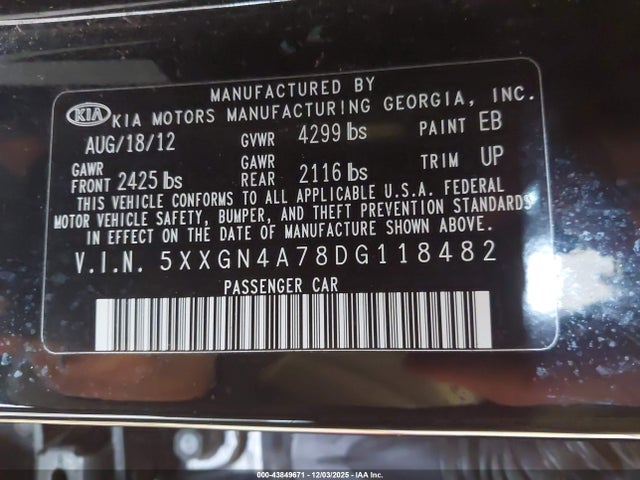 MANUFACTURED BY
KIA KIA MOTORS MANUFACTURING GEORGIA, INC.
AUG/18/12 GVWR 4299 lbs PAINT EB
GAWR FRONT 2425 lbs GAWR REAR 2116 lbs TRIM UP
THIS VEHICLE CONFORMS TO ALL APPLICABLE U.S.A. FEDERAL
MOTOR VEHICLE SAFETY, BUMPER, AND THEFT PREVENTION STANDARDS
IN EFFECT ON THE DATE OF MANUFACTURE SHOWN ABOVE.
V.I.N. 5XXGN4A78DG118482
PASSENGER CAR
000-43849671 - 12/03/2025 - IAA Inc.